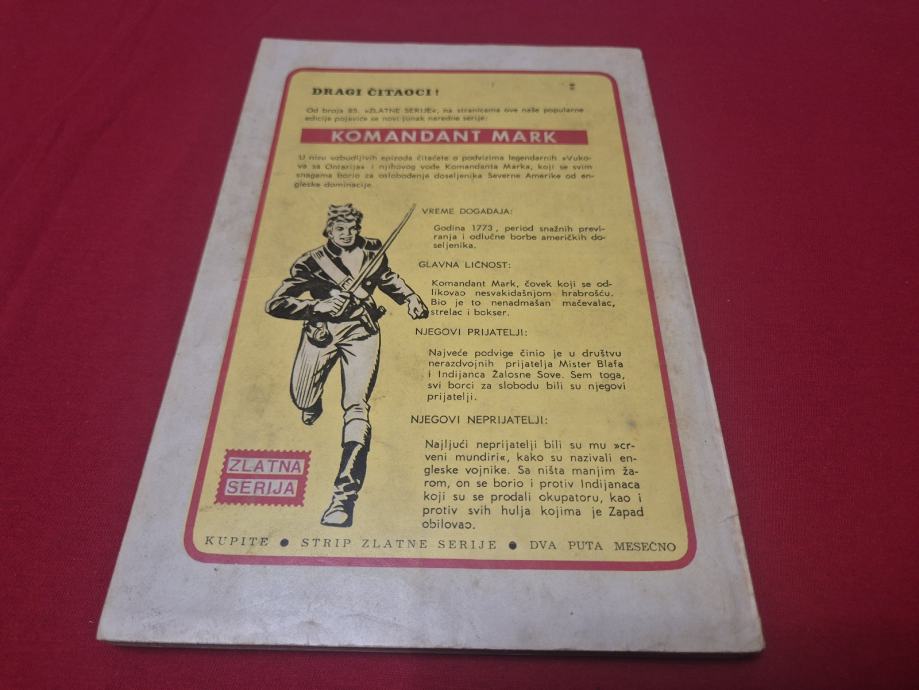 DRAGI ČITAOCI!
Od broja 85. »ZLATNE SERIJE«, na stranicama ove naše popularne
edicije pojaviće se novi junak naredne serije:
KOMANDANT MARK
U nizu uzbudljivih epizoda čitaćete o podvizima legendarnih »Vuko-
va sa Ontarija« i njihovog vođe Komandanta Marka, koji se svim
snagama borio za oslobođenje doseljenika Severne Amerike od en-
gleske dominacije.
VREME DOGAĐAJA:
Godina 1773, period snažnih previ-
ranja i odlučne borbe američkih do-
seljenika.
GLAVNA LIČNOST:
Komandant Mark, čovek koji se od-
likovao nesvakidašnjom hrabrošću.
Bio je to nenadmašan mačevalac,
strelac i bokser.
NJEGOVI PRIJATELJI:
Najveće podvige činio je u društvu
nerazdvojnih prijatelja Mister Blafa
i Indijanca Žalosne Sove. Sem toga,
svi borci za slobodu bili su njegovi
prijatelji.
NJEGOVI NEPRIJATELJI:
Najljući neprijatelji bili su mu »cr-
veni mundiri«, kako su nazivali en-
gleske vojnike. Sa ništa manjim ža-
rom, on se borio i protiv Indijanaca
koji su se prodali okupatoru, kao i
protiv svih hulja kojima je Zapad
obilovao.
ZLATNA
SERIJA
KUPITE ● STRIP ZLATNE SERIJE ● DVA PUTA MESEČNO